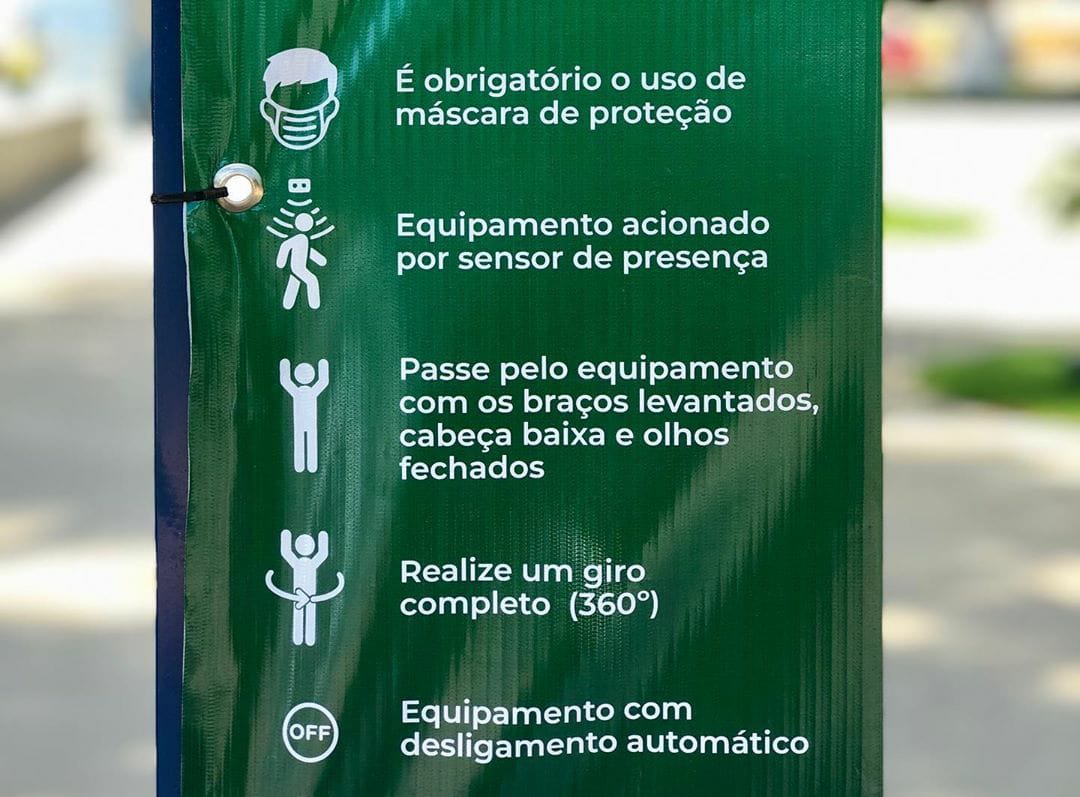 É obrigatório o uso de
máscara de proteção
Equipamento acionado
por sensor de presença
Passe pelo equipamento
com os braços levantados,
cabeça baixa e olhos
fechados
Realize um giro
completo (360º)
OFF
Equipamento com
desligamento automático